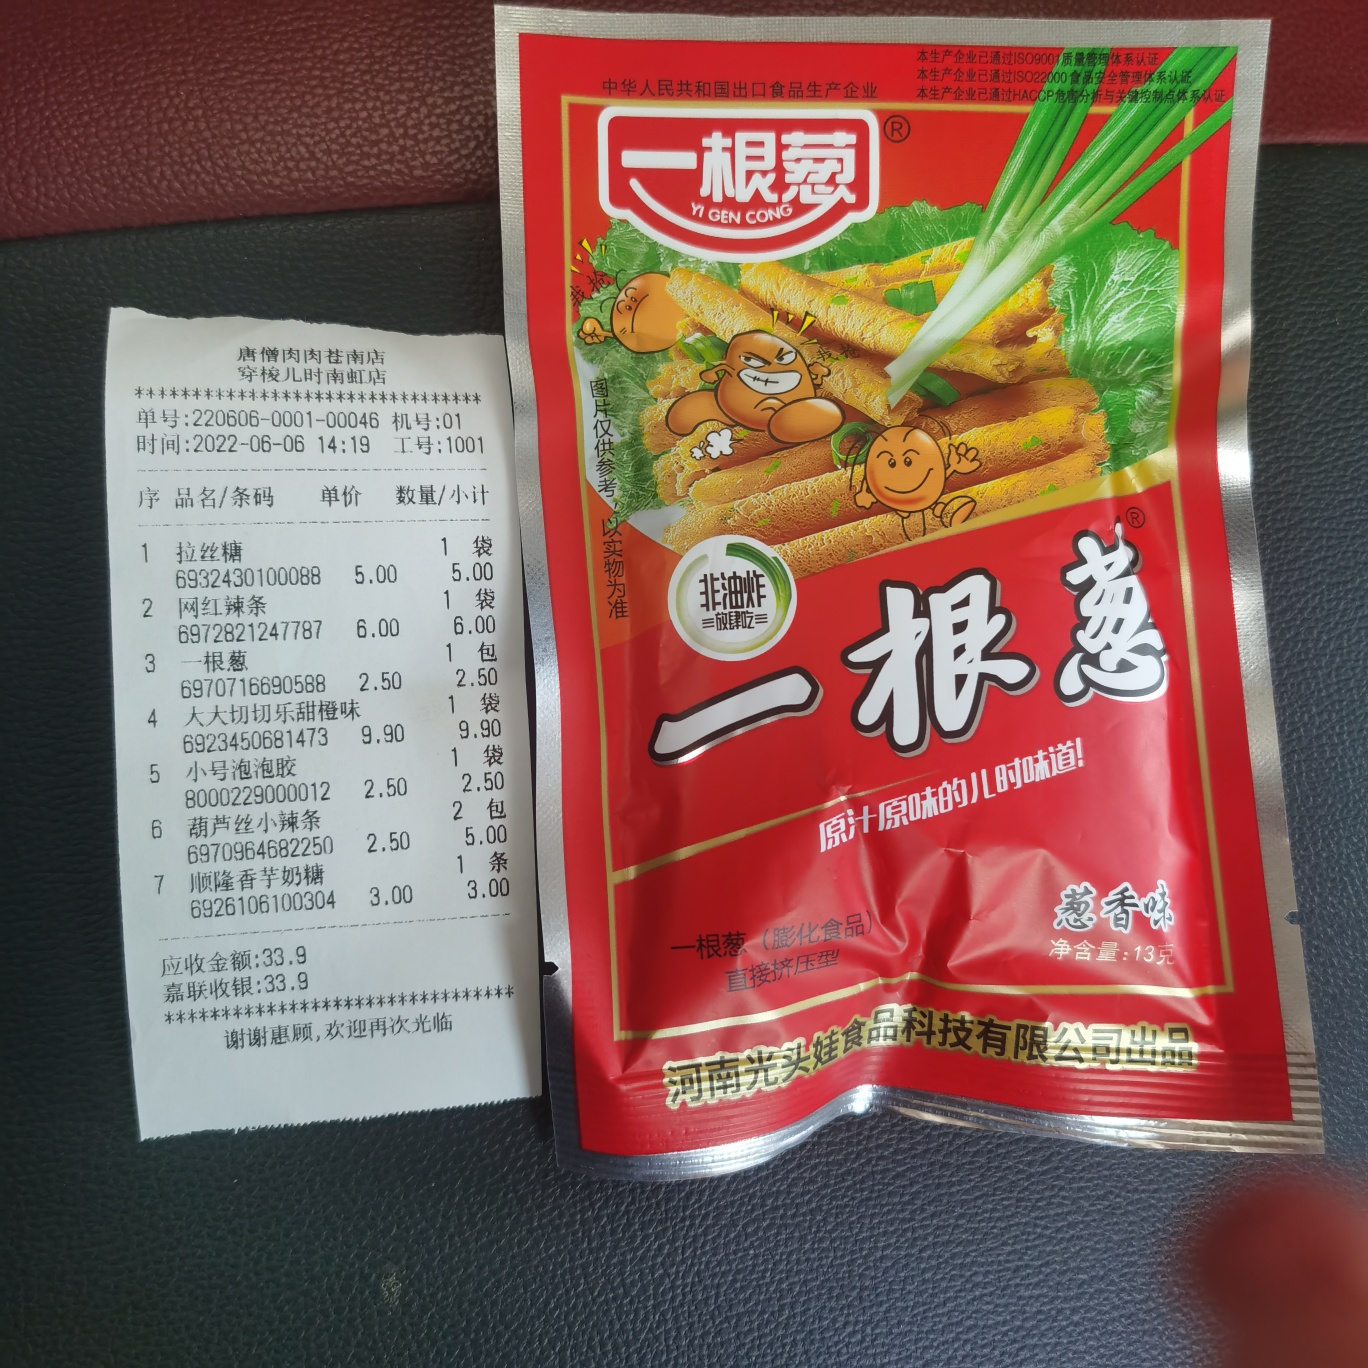 唐僧肉肉苍南店
穿梭儿时南虹店
******************************
单号:220606-0001-00046 机号:01
时间:2022-06-06 14:19 工号:1001
序 品名/条码 单价 数量/小计
1 拉丝糖 1 袋
6932430100088 5.00 5.00
2 网红辣条 1 袋
6972821247787 6.00 6.00
3 一根葱 1 包
6970716690588 2.50 2.50
4 大大切切乐甜橙味 1 袋
6923450681473 9.90 9.90
5 小号泡泡胶 1 袋
8000229000012 2.50 2.50
6 葫芦丝小辣条 2 包
6970964682250 2.50 5.00
7 顺隆香芋奶糖 1 条
6926106100304 3.00 3.00
应收金额:33.9
嘉联收银:33.9
******************************
谢谢惠顾,欢迎再次光临
本生产企业已通过ISO9001质量管理体系认证
本生产企业已通过ISO22000食品安全管理体系认证
本生产企业已通过HACCP危害分析与关键控制点体系认证
中华人民共和国出口食品生产企业
一根葱®
YI GEN CONG
我抢
我抢
图片仅供参考，以实物为准
非油炸
放肆吃
一根葱®
原汁原味的儿时味道!
葱香味
净含量:13克
一根葱（膨化食品）
直接挤压型
河南光头娃食品科技有限公司出品